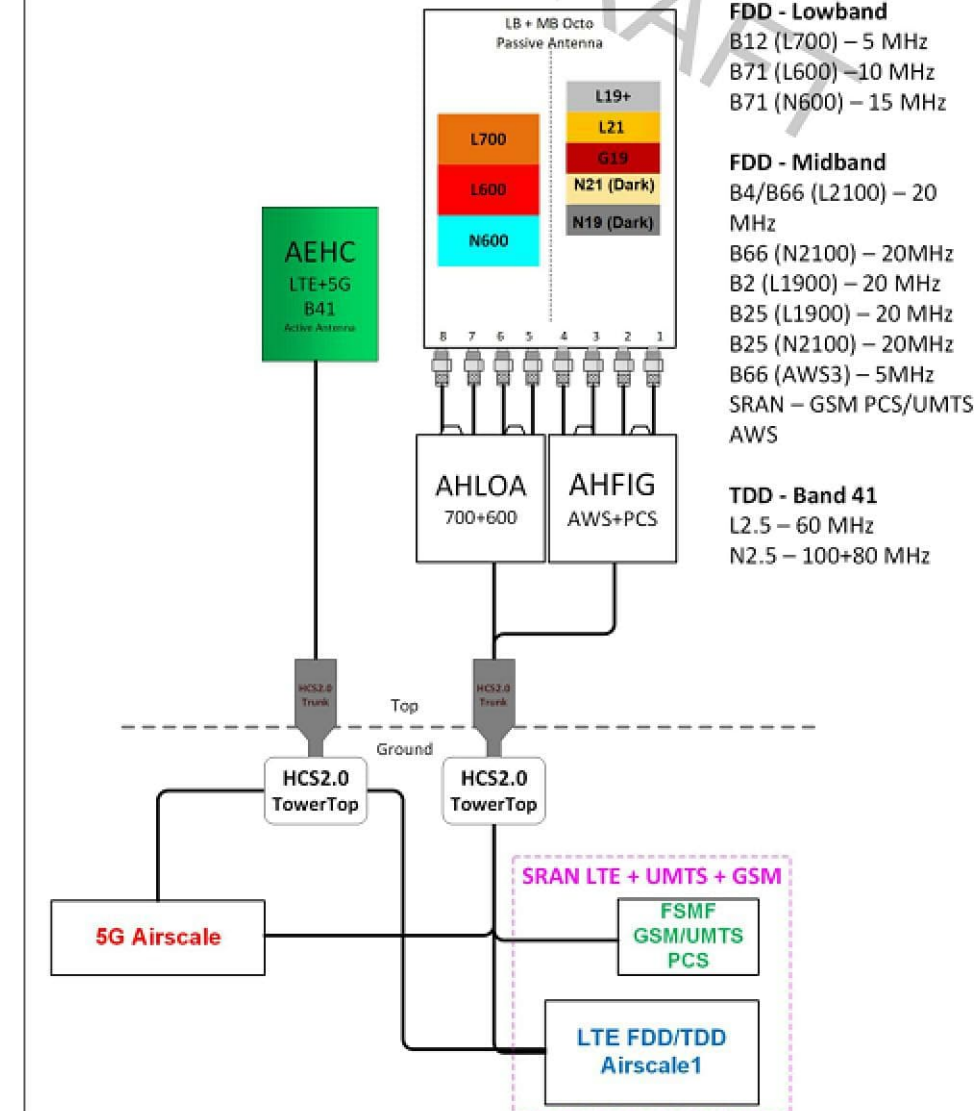 FDD - Lowband
B12 (L700) – 5 MHz
B71 (L600) –10 MHz
B71 (N600) – 15 MHz
FDD - Midband
B4/B66 (L2100) – 20
MHz
B66 (N2100) – 20MHz
B2 (L1900) – 20 MHz
B25 (L1900) – 20 MHz
B25 (N2100) – 20MHz
B66 (AWS3) – 5MHz
SRAN – GSM PCS/UMTS
AWS
TDD - Band 41
L2.5 – 60 MHz
N2.5 – 100+80 MHz
LB + MB Octo
Passive Antenna
L700
L600
N600
L19+
L21
G19
N21 (Dark)
N19 (Dark)
8 7 6 5 4 3 2 1
AEHC
LTE+5G
B41
Active Antenna
AHLOA
700+600
AHFIG
AWS+PCS
HCS2.0
Trunk
HCS2.0
Trunk
Top
Ground
HCS2.0
TowerTop
HCS2.0
TowerTop
SRAN LTE + UMTS + GSM
5G Airscale
FSMF
GSM/UMTS
PCS
LTE FDD/TDD
Airscale1